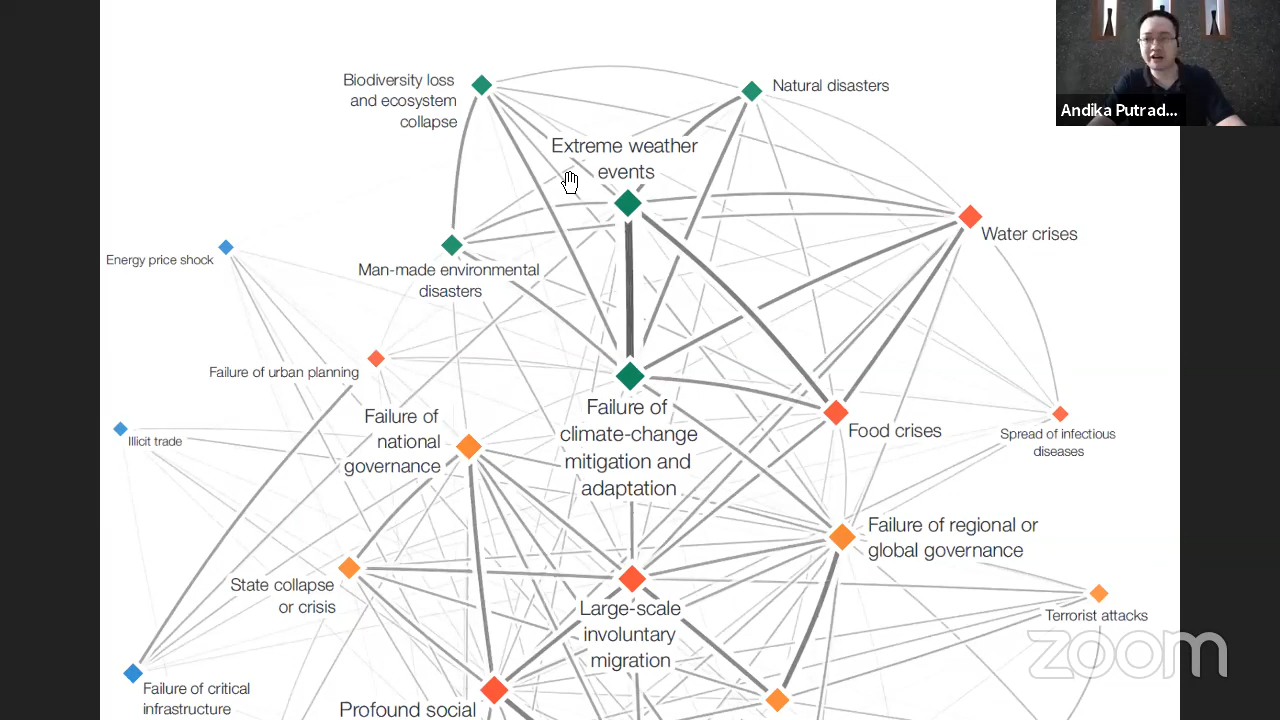 Biodiversity loss
and ecosystem
collapse
Natural disasters
Andika Putrad...
Extreme weather
events
Water crises
Energy price shock
Man-made environmental
disasters
Failure of urban planning
Failure of
climate-change
mitigation and
adaptation
Failure of
national
governance
Food crises
Illicit trade
Spread of infectious
diseases
Failure of regional or
global governance
State collapse
or crisis
Large-scale
involuntary
migration
Terrorist attacks
zoom
Failure of critical
infrastructure
Profound social